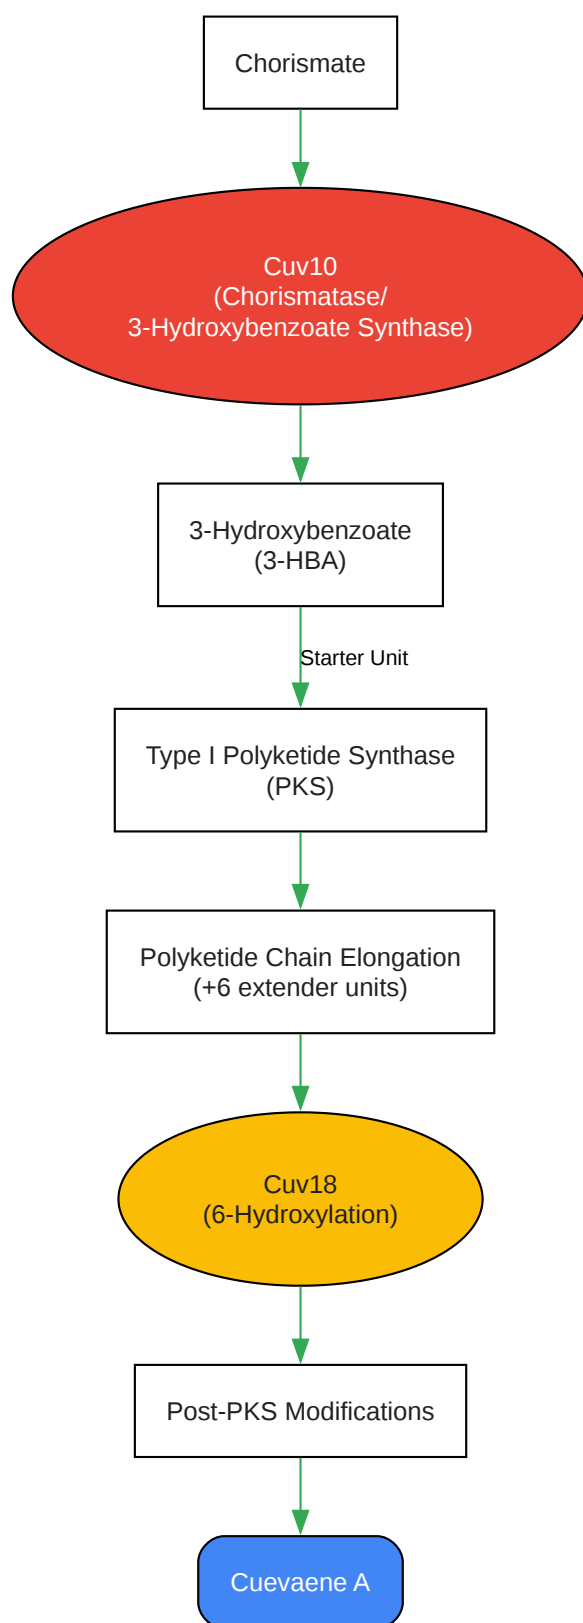 Chorismate
Cuv10
(Chorismatase/
3-Hydroxybenzoate Synthase)
3-Hydroxybenzoate
(3-HBA)
Starter Unit
Type I Polyketide Synthase
(PKS)
Polyketide Chain Elongation
(+6 extender units)
Cuv18
(6-Hydroxylation)
Post-PKS Modifications
Cuevaene A